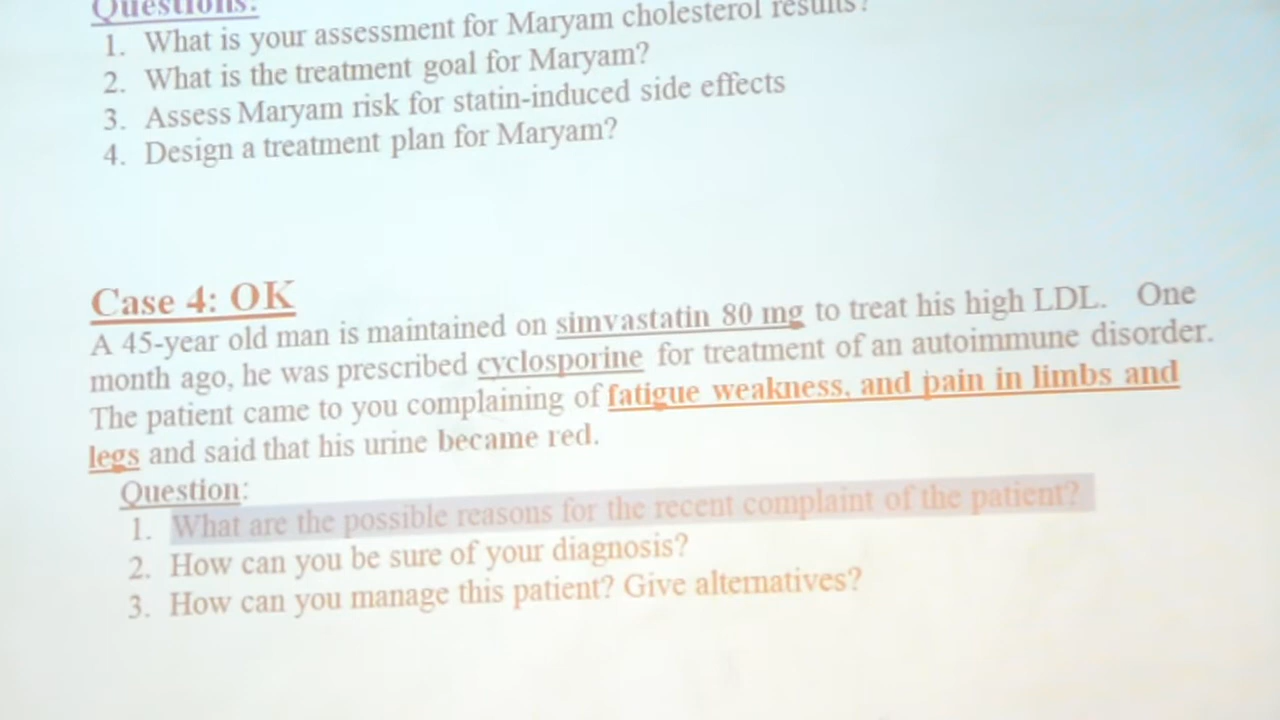 Questions:
1. What is your assessment for Maryam cholesterol results?
2. What is the treatment goal for Maryam?
3. Assess Maryam risk for statin-induced side effects
4. Design a treatment plan for Maryam?
Case 4: OK
A 45-year old man is maintained on simvastatin 80 mg to treat his high LDL. One
month ago, he was prescribed cyclosporine for treatment of an autoimmune disorder.
The patient came to you complaining of fatigue weakness, and pain in limbs and
legs and said that his urine became red.
Question:
1. What are the possible reasons for the recent complaint of the patient?
2. How can you be sure of your diagnosis?
3. How can you manage this patient? Give alternatives?